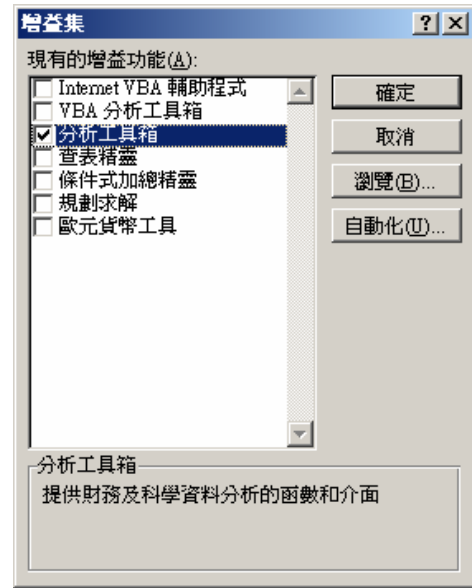 增益集
現有的增益功能(A):
Internet VBA 輔助程式
VBA 分析工具箱
分析工具箱
查表精靈
條件式加總精靈
規劃求解
歐元貨幣工具
確定
取消
瀏覽(B)...
自動化(U)...
分析工具箱
提供財務及科學資料分析的函數和介面